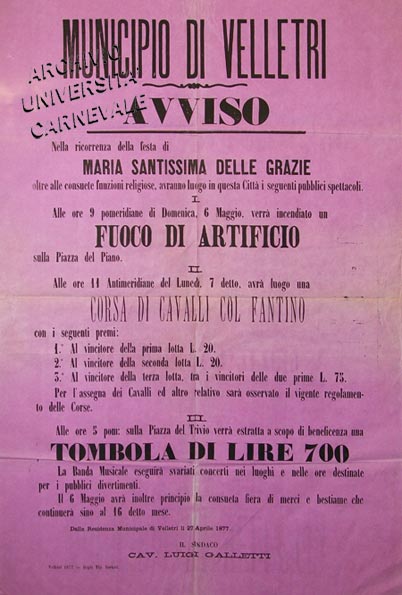 MUNICIPIO DI VELLETRI
ARCHIVIO
UNIVERSITA'
CARNEVALE
AVVISO
Nella ricorrenza della festa di
MARIA SANTISSIMA DELLE GRAZIE
oltre alle consuete funzioni religiose, avranno luogo in questa Città i seguenti pubblici spettacoli.
I.
Alle ore 9 pomeridiane di Domenica, 6 Maggio, verrà incendiato un
FUOCO DI ARTIFICIO
sulla Piazza del Piano.
II.
Alle ore 11 Antimeridiane del Lunedì, 7 detto, avrà luogo una
CORSA DI CAVALLI COL FANTINO
con i seguenti premi:
1.° Al vincitore della prima lotta L. 20.
2.° Al vincitore della seconda lotta L. 20.
3.° Al vincitore della terza lotta, tra i vincitori delle due prime L. 75.
Per l'assegna dei Cavalli ed altro relativo sarà osservato il vigente regolamento
delle Corse.
III.
Alle ore 5 pom: sulla Piazza del Trivio verrà estratta a scopo di beneficenza una
TOMBOLA DI LIRE 700
La Banda Musicale eseguirà svariati concerti nei luoghi e nelle ore destinate
per i pubblici divertimenti.
Il 6 Maggio avrà inoltre principio la consueta fiera di merci e bestiame che
continuerà sino al 16 detto mese.
Dalla Residenza Municipale di Velletri li 27 Aprile 1877.
IL SINDACO
CAV. LUIGI GALLETTI
Velletri 1877 —